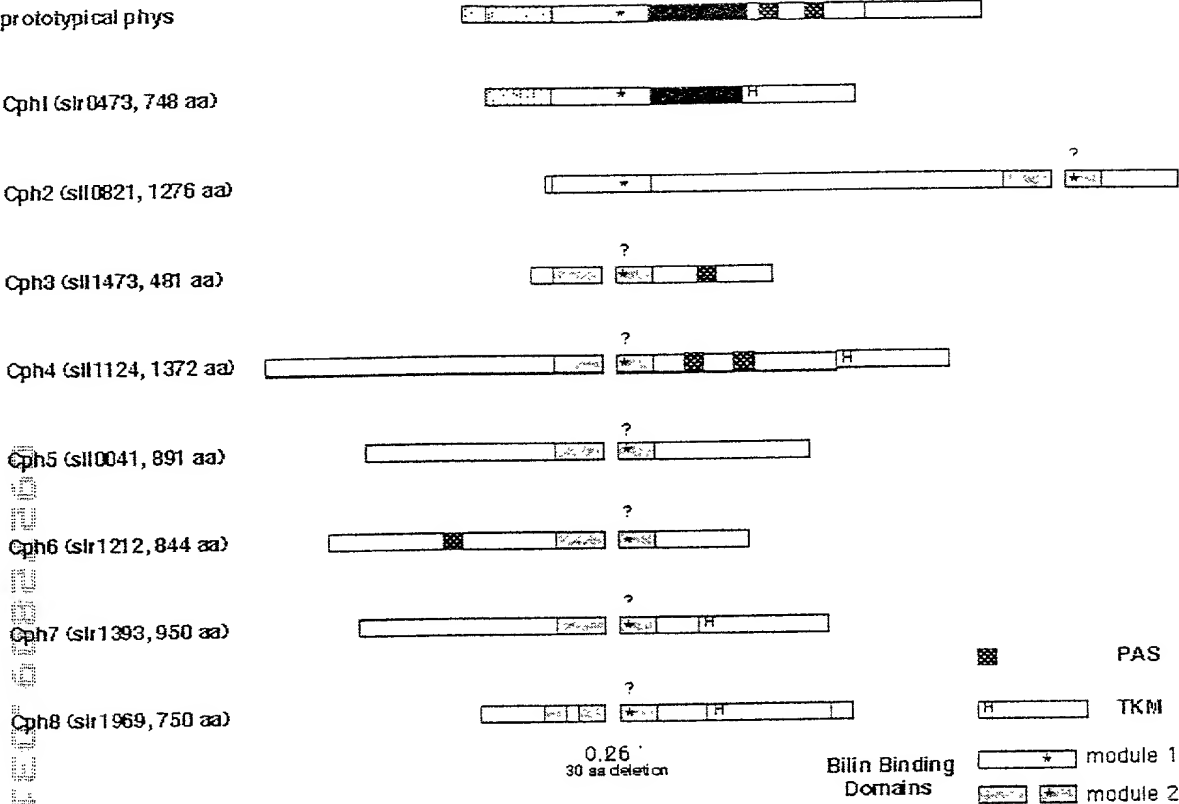 prototypical phys
*
* H
Cph1 (slr0473, 748 aa)
?
Cph2 (sll0821, 1276 aa)
* *
?
Cph3 (sll1473, 481 aa)
*
?
Cph4 (sll1124, 1372 aa)
* H
?
Cph5 (sll0041, 891 aa)
*
?
Cph6 (slr1212, 844 aa)
*
?
Cph7 (slr1393, 950 aa)
* H
PAS
?
Cph8 (slr1969, 750 aa)
* H
H TKM
0.26
30 aa deletion
Bilin Binding
Domains
* module 1
* module 2